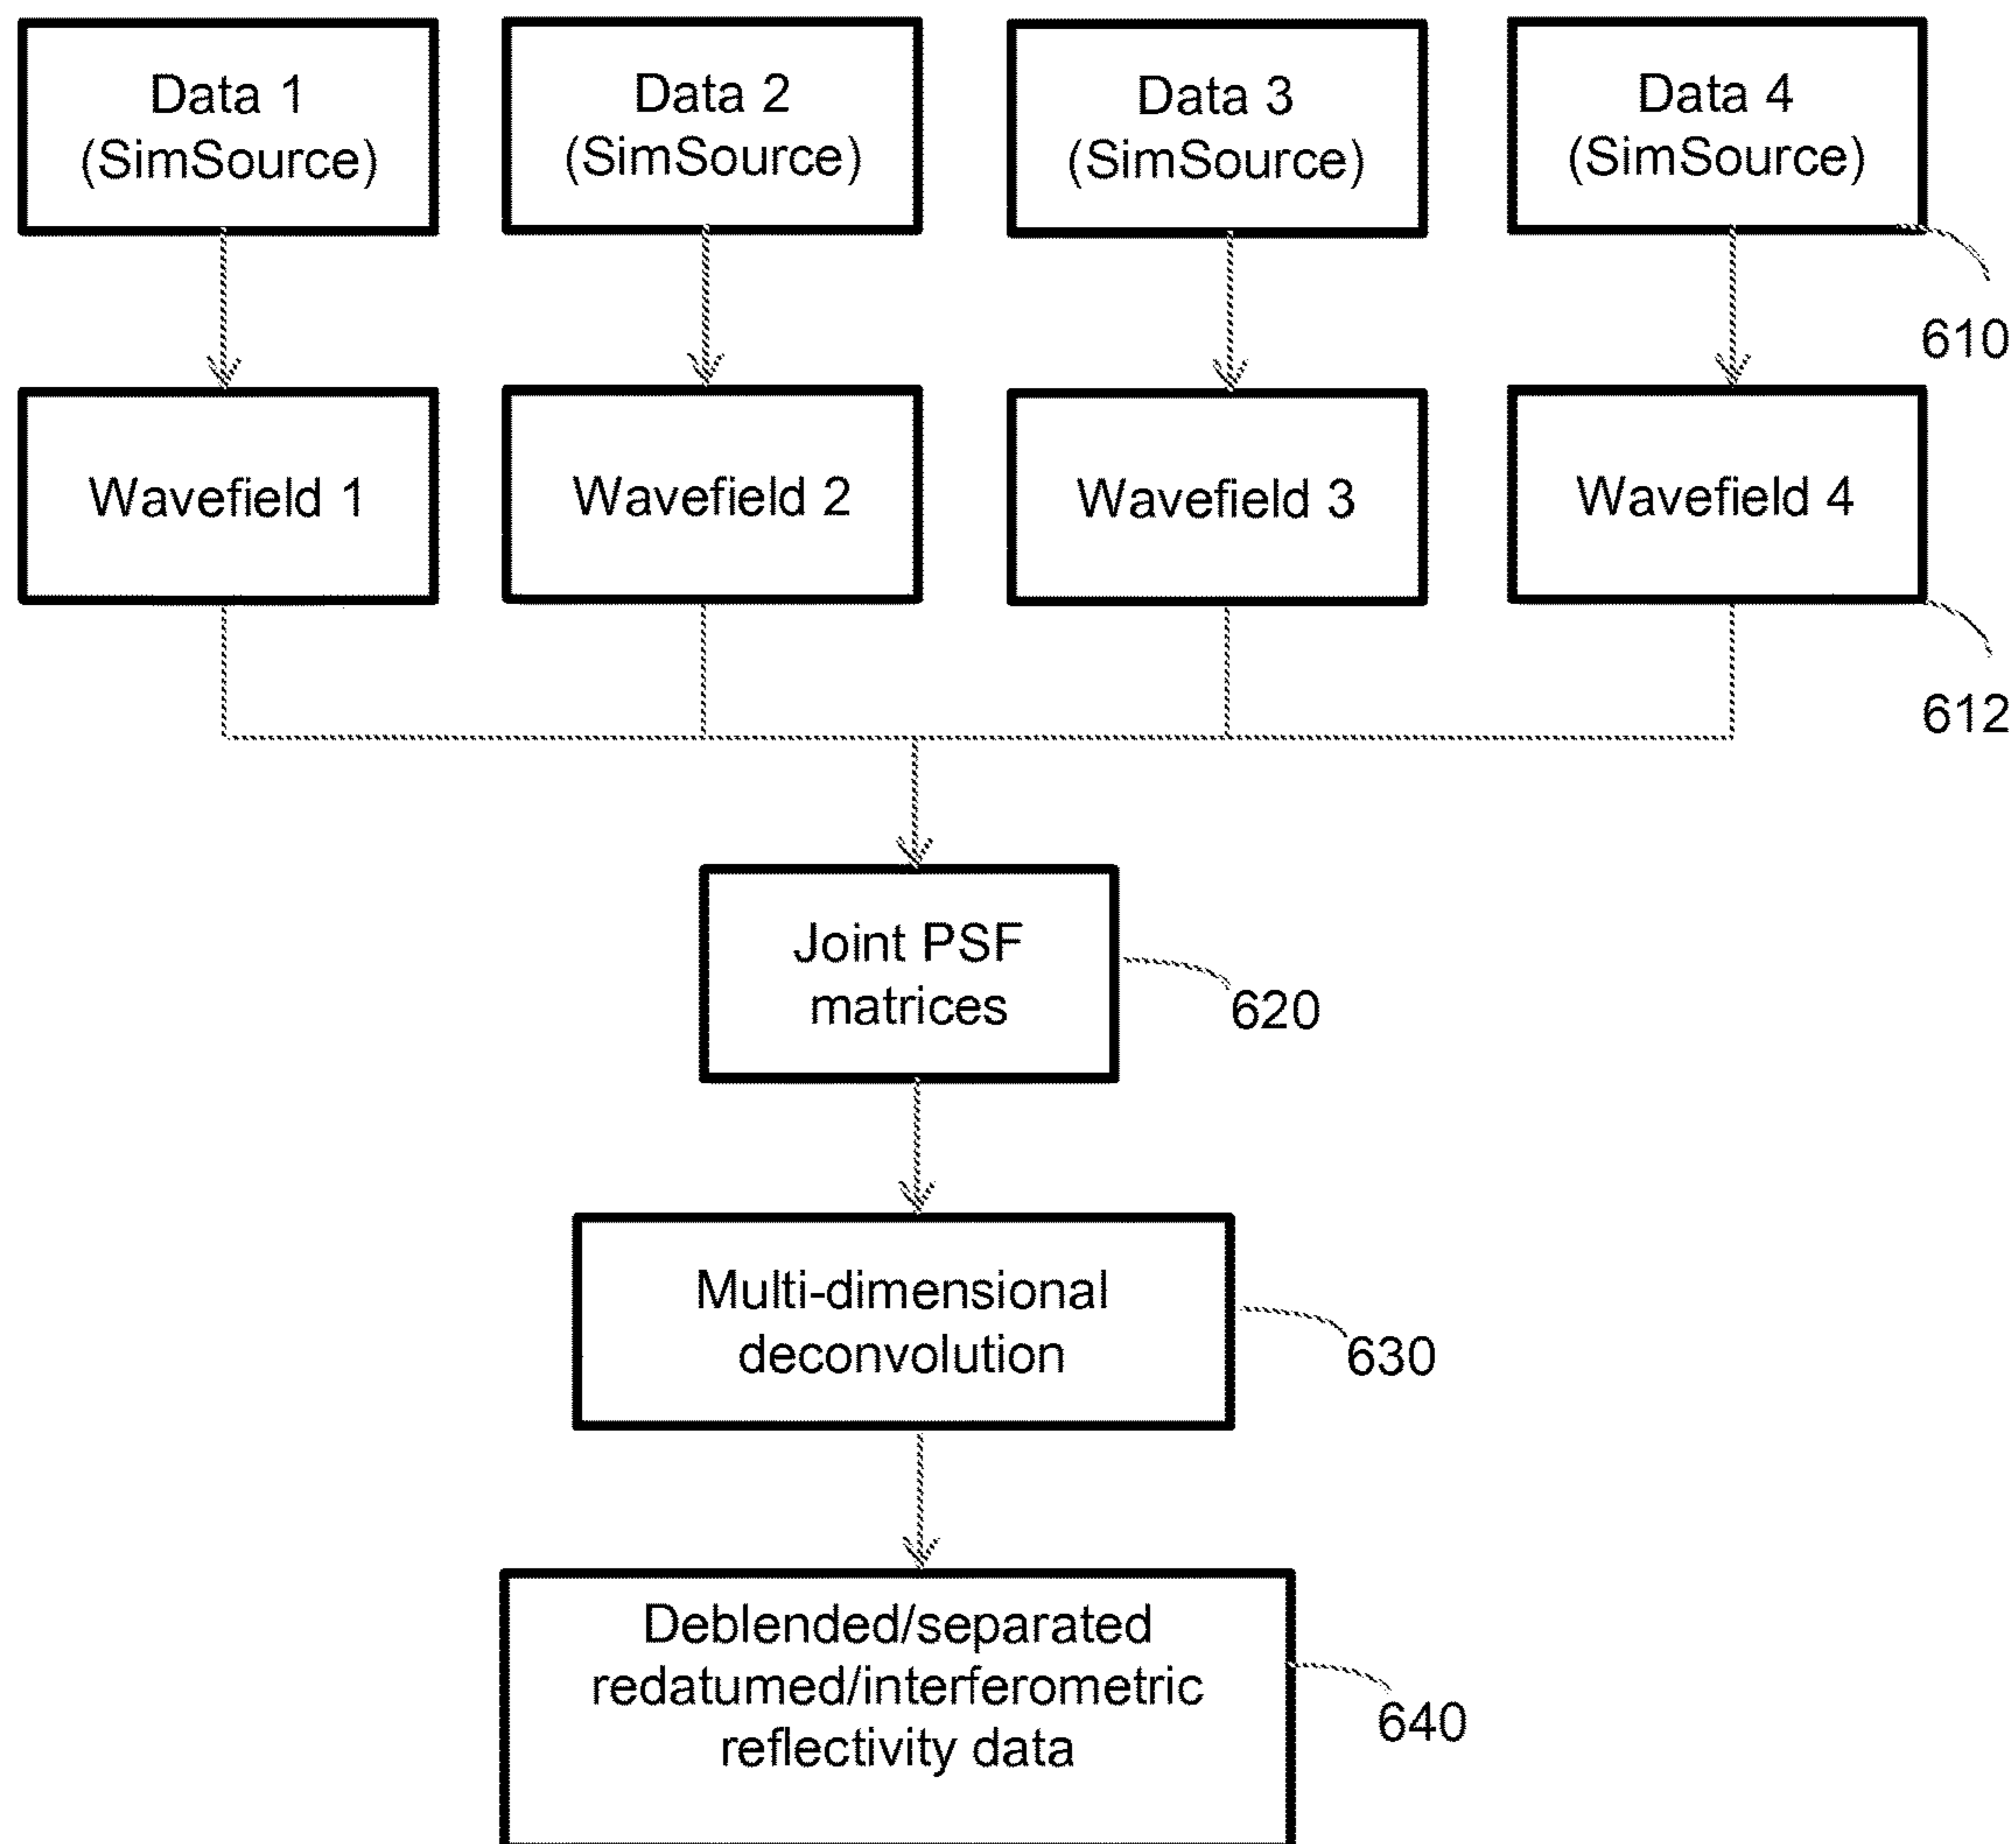 Data 1
(SimSource)
Data 2
(SimSource)
Data 3
(SimSource)
Data 4
(SimSource)
610
Wavefield 1
Wavefield 2
Wavefield 3
Wavefield 4
612
Joint PSF
matrices
620
Multi-dimensional
deconvolution
630
Deblended/separated
redatumed/interferometric
reflectivity data
640